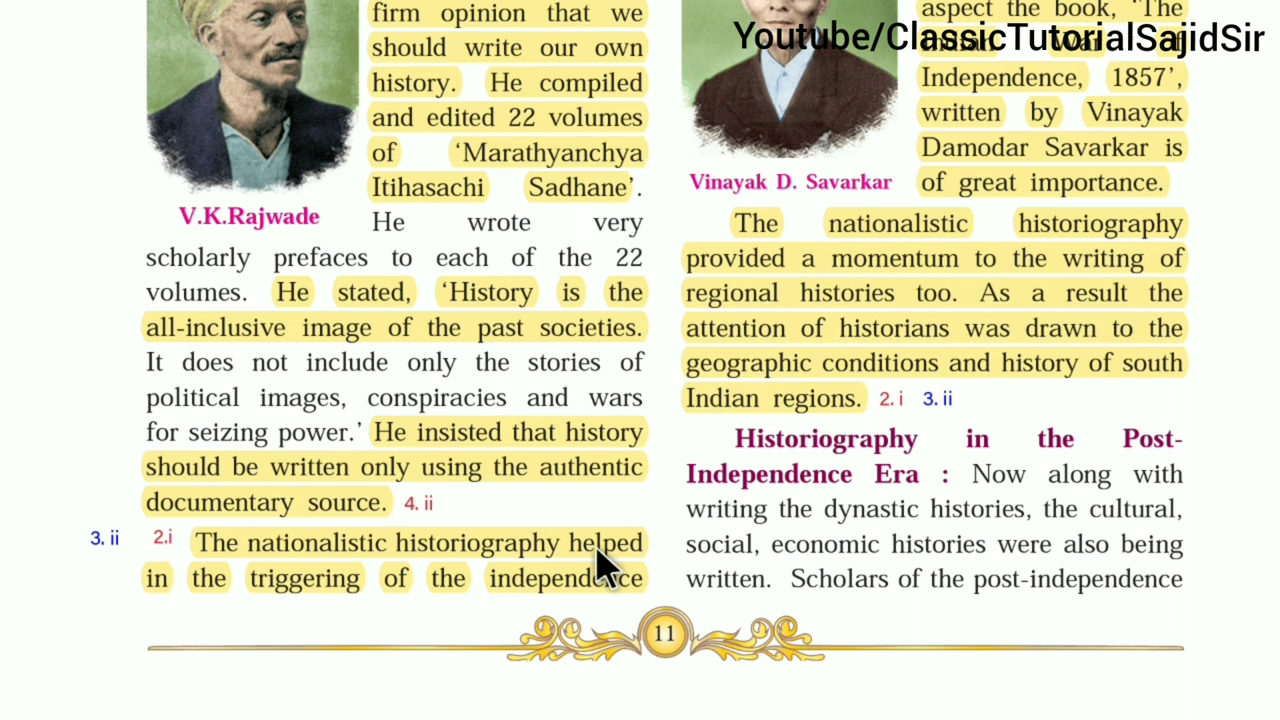 firm opinion that we
should write our own
history. He compiled
and edited 22 volumes
of 'Marathyanchya
Itihasachi Sadhane'.
V.K.Rajwade
He wrote very
scholarly prefaces to each of the 22
volumes. He stated, 'History is the
all-inclusive image of the past societies.
It does not include only the stories of
political images, conspiracies and wars
for seizing power.' He insisted that history
should be written only using the authentic
documentary source. 4. ii
3. ii 2.i The nationalistic historiography helped
in the triggering of the independence
aspect the book, 'The
Youtube/ClassicTutorialSajidSir
Indian War of
Independence, 1857',
written by Vinayak
Damodar Savarkar is
of great importance.
Vinayak D. Savarkar
The nationalistic historiography
provided a momentum to the writing of
regional histories too. As a result the
attention of historians was drawn to the
geographic conditions and history of south
Indian regions. 2. i 3. ii
Historiography in the Post-
Independence Era : Now along with
writing the dynastic histories, the cultural,
social, economic histories were also being
written. Scholars of the post-independence
11